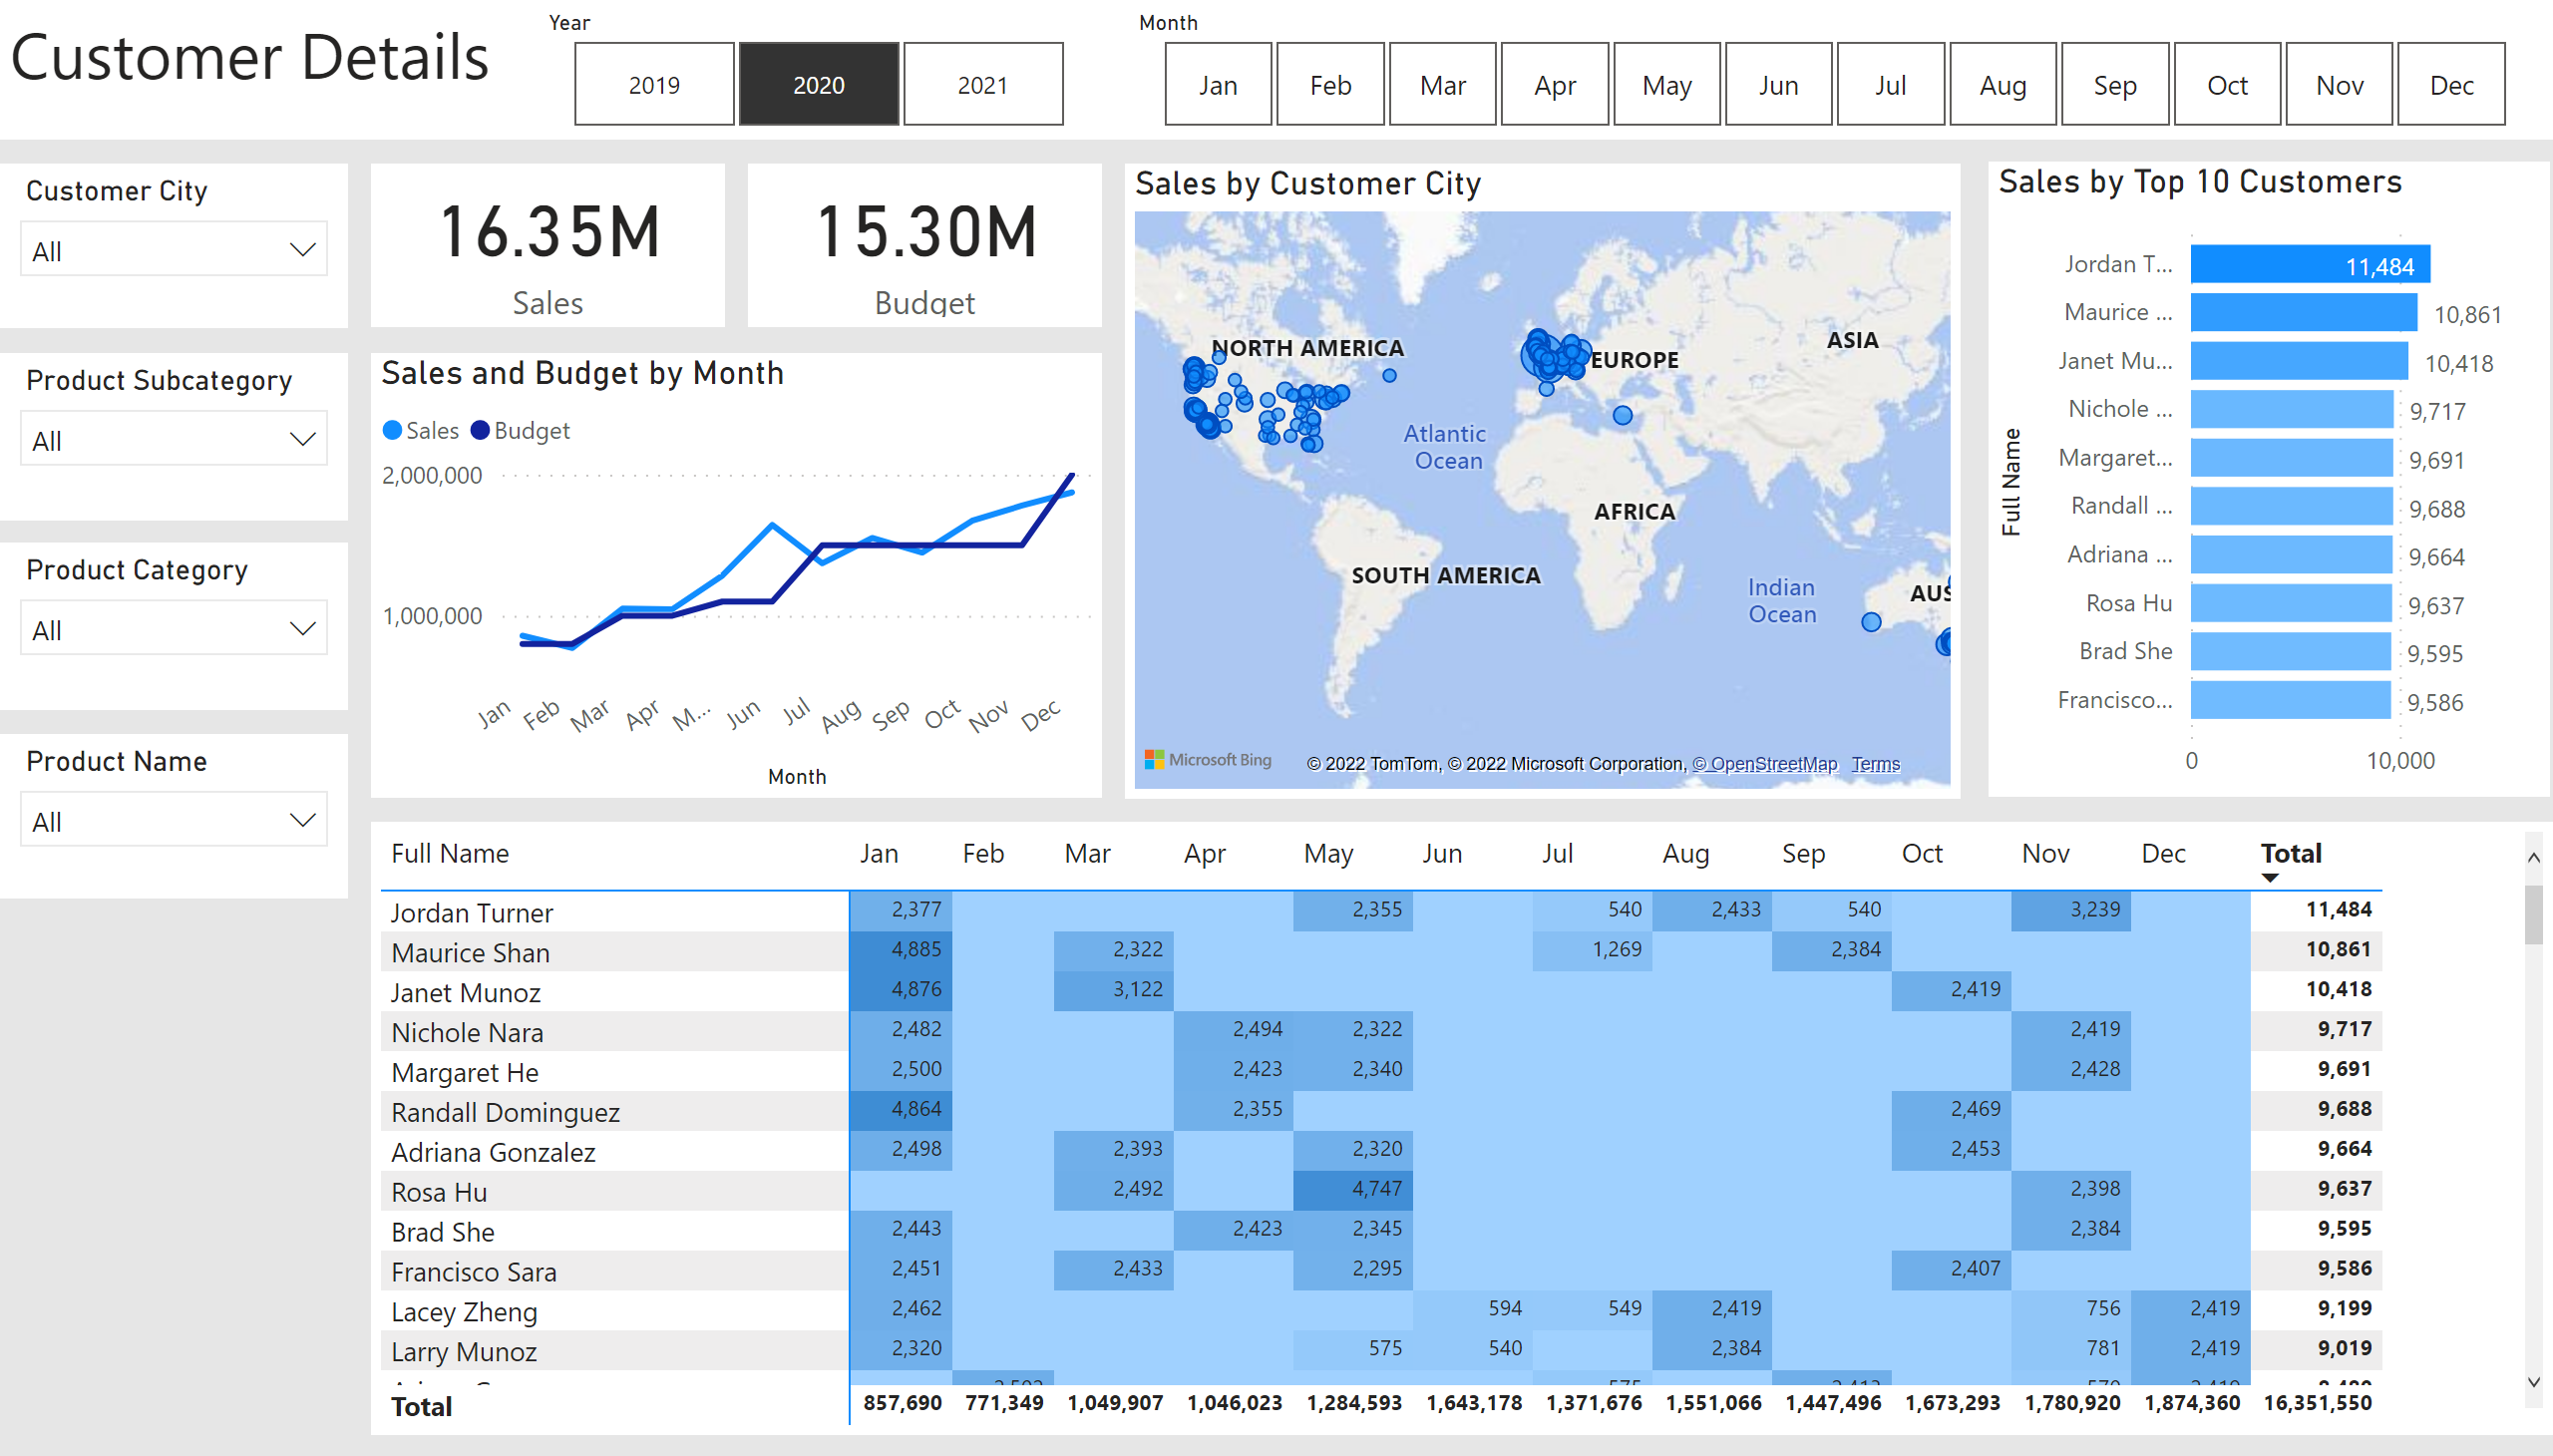 Customer Details
Year
2019 2020 2021
Month
Jan Feb Mar Apr May Jun Jul Aug Sep Oct Nov Dec
Customer City
All
Product Subcategory
All
Product Category
All
Product Name
All
16.35M
Sales
15.30M
Budget
Sales and Budget by Month
Sales Budget
2,000,000
1,000,000
Jan Feb Mar Apr M... Jun Jul Aug Sep Oct Nov Dec
Month
Sales by Customer City
NORTH AMERICA
EUROPE
ASIA
Atlantic
Ocean
AFRICA
SOUTH AMERICA
Indian
Ocean
AUS
Microsoft Bing
© 2022 TomTom, © 2022 Microsoft Corporation, © OpenStreetMap Terms
Sales by Top 10 Customers
Full Name
Jordan T... 11,484
Maurice ... 10,861
Janet Mu... 10,418
Nichole ... 9,717
Margaret... 9,691
Randall ... 9,688
Adriana ... 9,664
Rosa Hu 9,637
Brad She 9,595
Francisco... 9,586
0 10,000
Full Name Jan Feb Mar Apr May Jun Jul Aug Sep Oct Nov Dec Total
Jordan Turner 2,377 2,355 540 2,433 540 3,239 11,484
Maurice Shan 4,885 2,322 1,269 2,384 10,861
Janet Munoz 4,876 3,122 2,419 10,418
Nichole Nara 2,482 2,494 2,322 2,419 9,717
Margaret He 2,500 2,423 2,340 2,428 9,691
Randall Dominguez 4,864 2,355 2,469 9,688
Adriana Gonzalez 2,498 2,393 2,320 2,453 9,664
Rosa Hu 2,492 4,747 2,398 9,637
Brad She 2,443 2,423 2,345 2,384 9,595
Francisco Sara 2,451 2,433 2,295 2,407 9,586
Lacey Zheng 2,462 594 549 2,419 756 2,419 9,199
Larry Munoz 2,320 575 540 2,384 781 2,419 9,019
Total 857,690 771,349 1,049,907 1,046,023 1,284,593 1,643,178 1,371,676 1,551,066 1,447,496 1,673,293 1,780,920 1,874,360 16,351,550